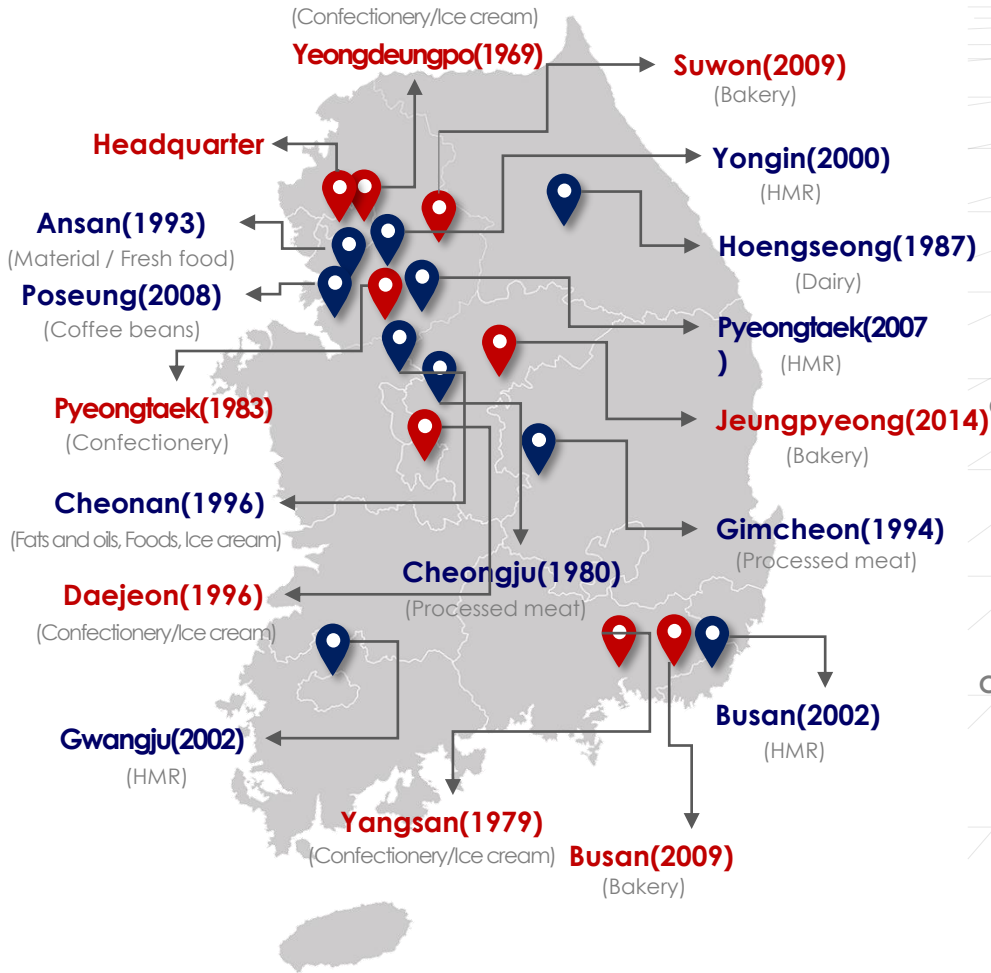 (Confectionery/Ice cream)
Yeongdeungpo(1969)
Suwon(2009)
(Bakery)
Headquarter
Yongin(2000)
(HMR)
Ansan(1993)
(Material / Fresh food)
Hoengseong(1987)
(Dairy)
Poseung(2008)
(Coffee beans)
Pyeongtaek(2007
)
(HMR)
Pyeongtaek(1983)
(Confectionery)
Jeungpyeong(2014)
(Bakery)
Cheonan(1996)
(Fats and oils, Foods, Ice cream)
Gimcheon(1994)
(Processed meat)
Cheongju(1980)
(Processed meat)
Daejeon(1996)
(Confectionery/Ice cream)
Busan(2002)
(HMR)
Gwangju(2002)
(HMR)
Yangsan(1979)
(Confectionery/Ice cream)
Busan(2009)
(Bakery)